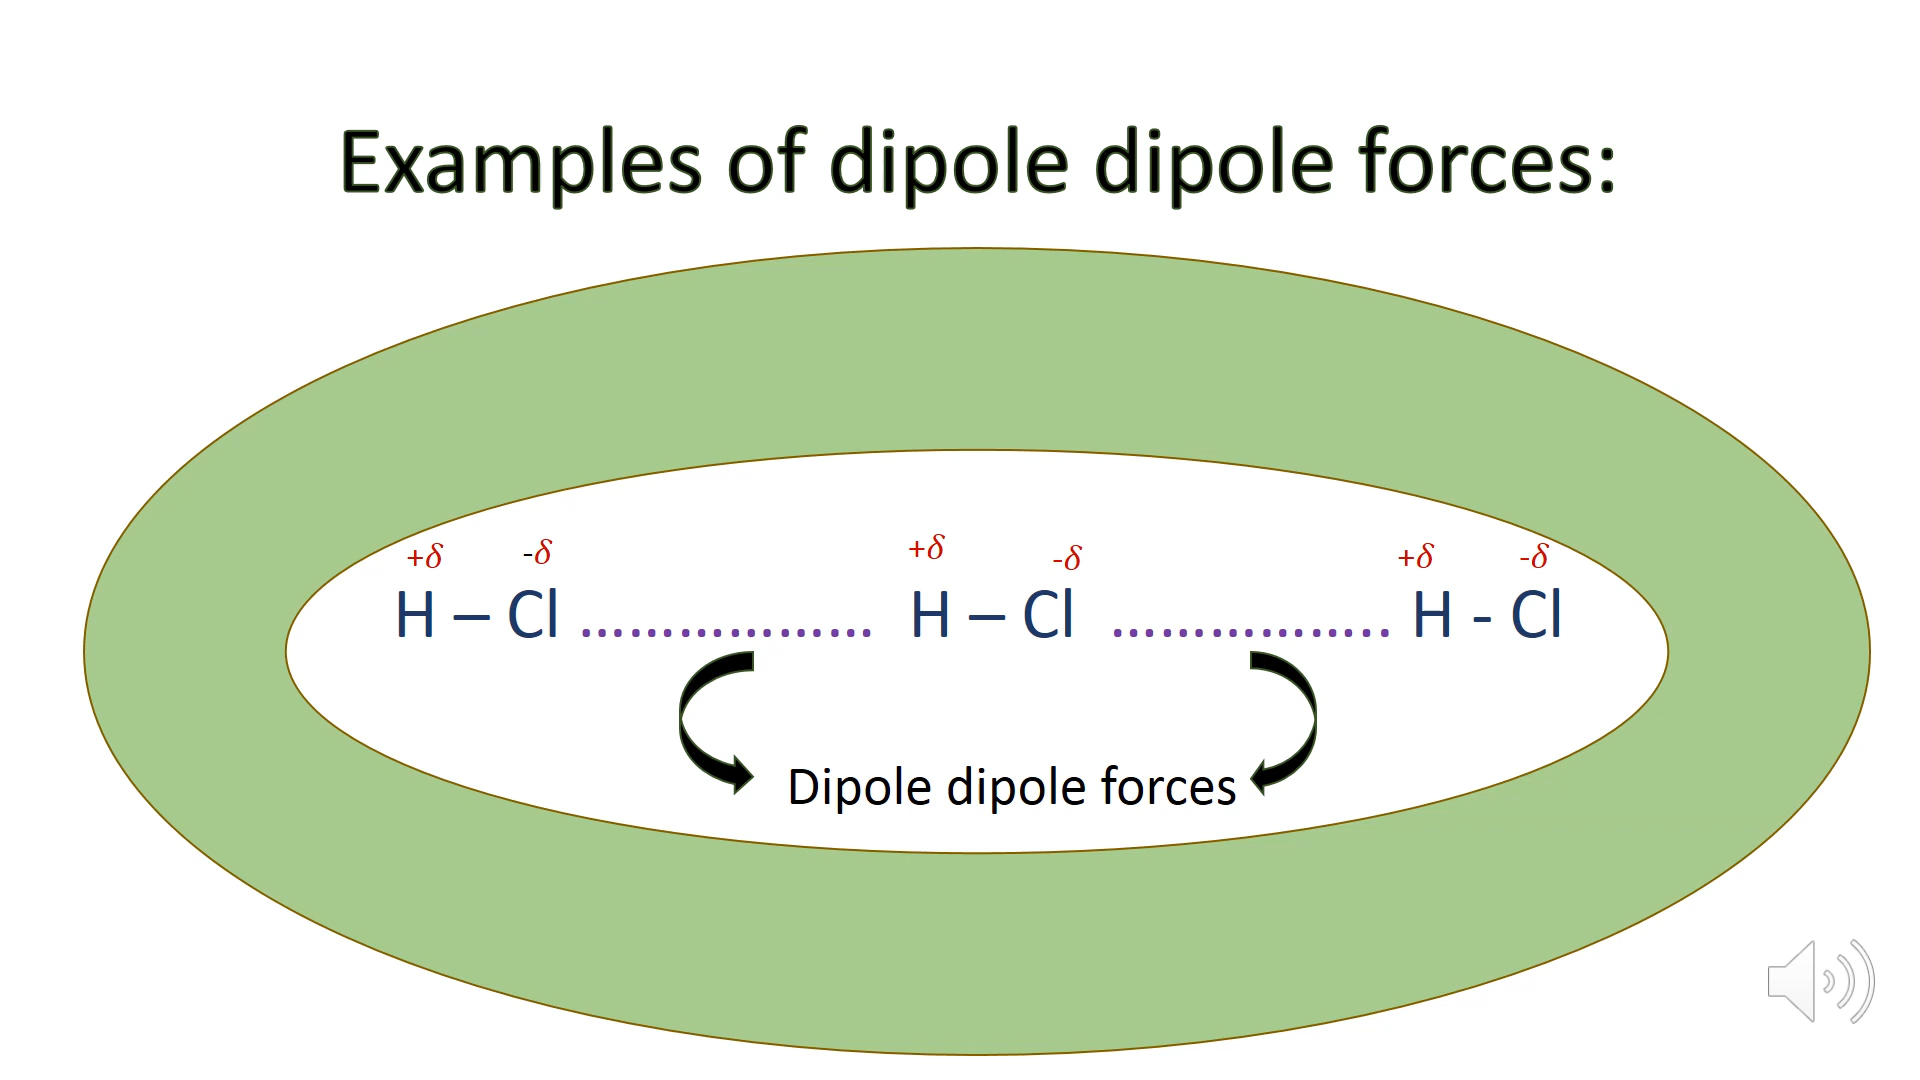 Examples of dipole dipole forces:
+δ -δ +δ -δ +δ -δ
H – Cl ……………… H – Cl …………….. H - Cl
Dipole dipole forces